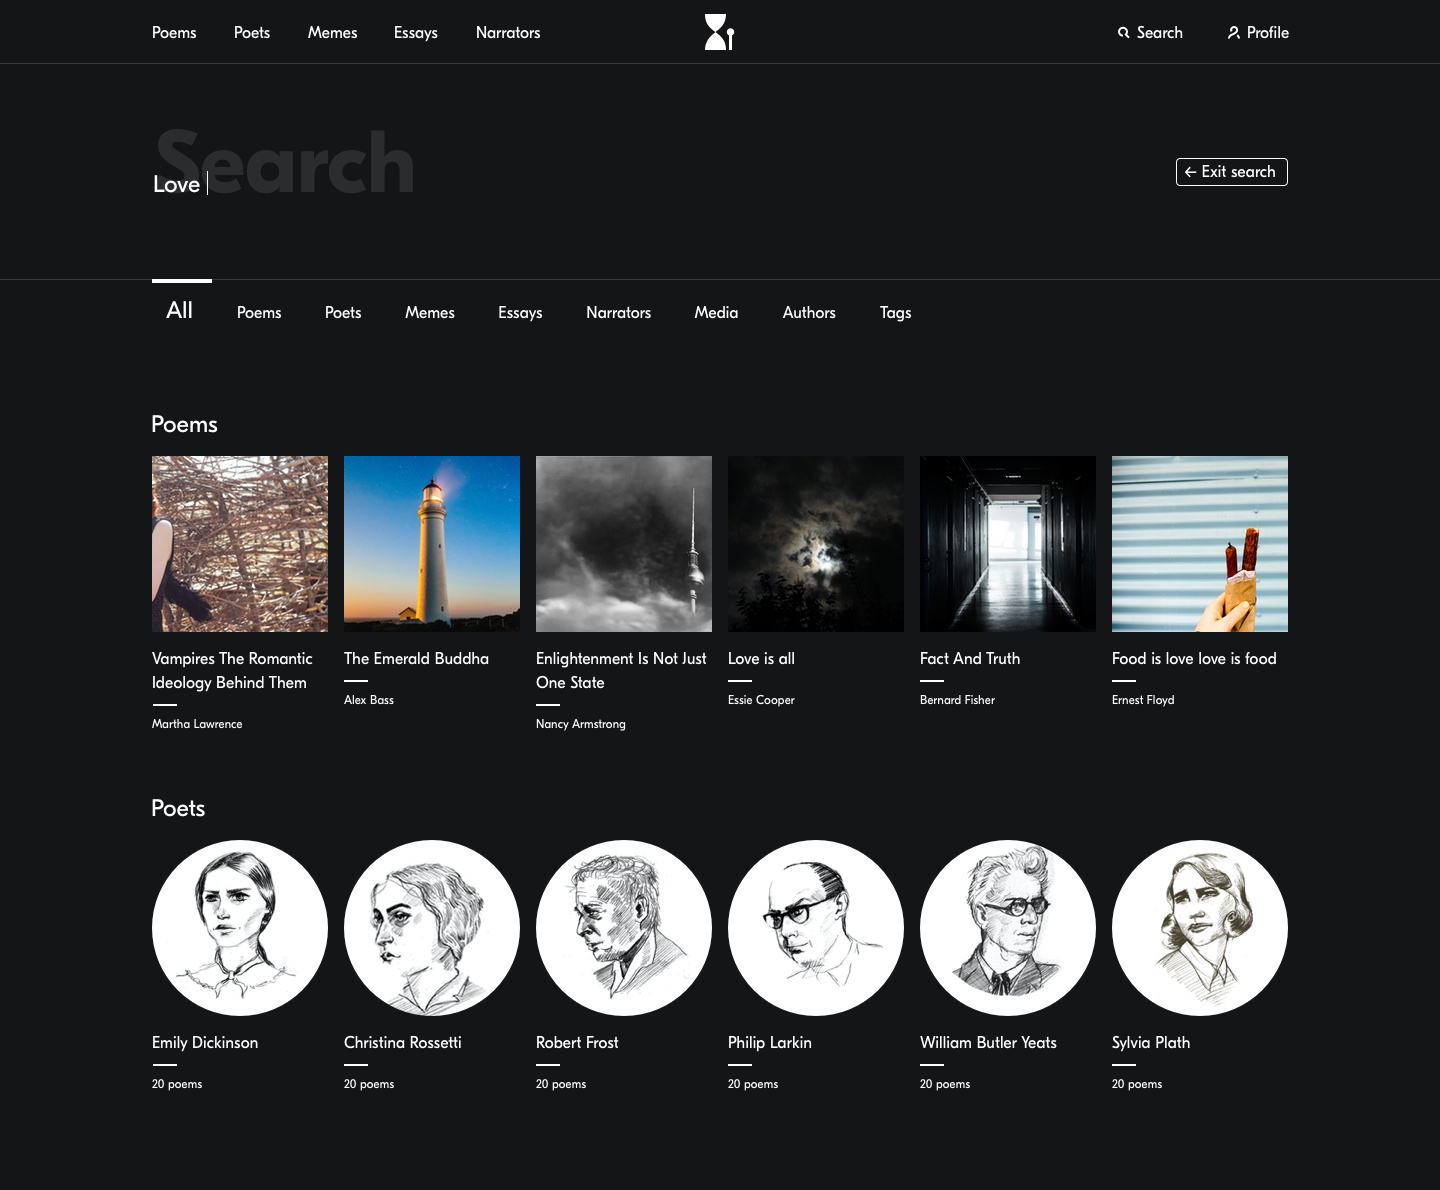 Poems Poets Memes Essays Narrators Search Profile
Search
Love
← Exit search
All Poems Poets Memes Essays Narrators Media Authors Tags
Poems
Vampires The Romantic
Ideology Behind Them
Martha Lawrence
The Emerald Buddha
Alex Bass
Enlightenment Is Not Just
One State
Nancy Armstrong
Love is all
Essie Cooper
Fact And Truth
Bernard Fisher
Food is love love is food
Ernest Floyd
Poets
Emily Dickinson
20 poems
Christina Rossetti
20 poems
Robert Frost
20 poems
Philip Larkin
20 poems
William Butler Yeats
20 poems
Sylvia Plath
20 poems